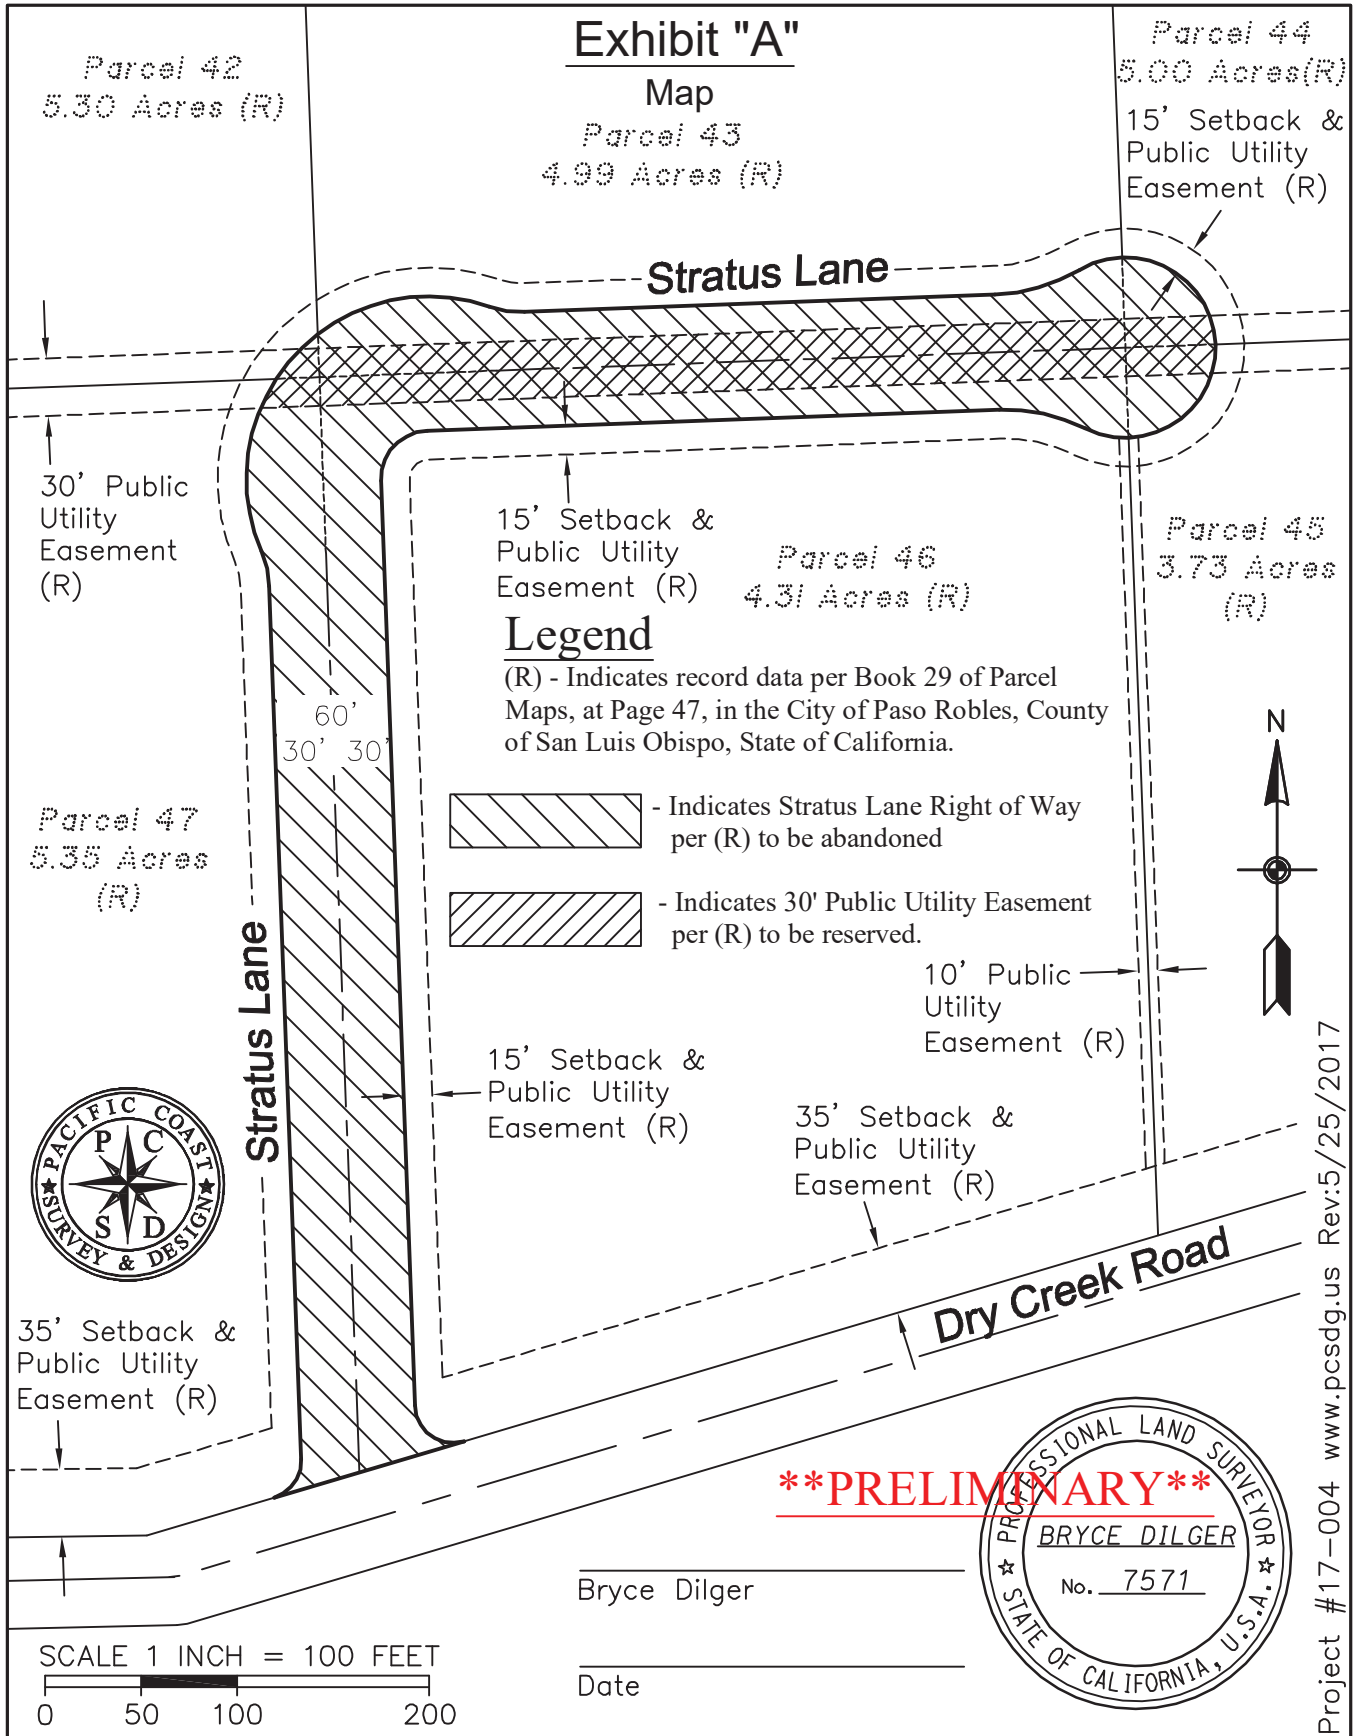 Exhibit "A"
Map
Parcel 42
5.30 Acres (R)
Parcel 43
4.99 Acres (R)
Parcel 44
5.00 Acres(R)
15' Setback &
Public Utility
Easement (R)
Stratus Lane
30' Public
Utility
Easement
(R)
15' Setback &
Public Utility
Easement (R)
Parcel 46
4.31 Acres (R)
Parcel 45
3.73 Acres
(R)
Legend
(R) - Indicates record data per Book 29 of Parcel
Maps, at Page 47, in the City of Paso Robles, County
of San Luis Obispo, State of California.
60'
30' 30'
N
- Indicates Stratus Lane Right of Way
per (R) to be abandoned
Parcel 47
5.35 Acres
(R)
- Indicates 30' Public Utility Easement
per (R) to be reserved.
Stratus Lane
10' Public
Utility
Easement (R)
15' Setback &
Public Utility
Easement (R)
35' Setback &
Public Utility
Easement (R)
PACIFIC COAST
SURVEY & DESIGN
P C
S D
Dry Creek Road
35' Setback &
Public Utility
Easement (R)
**PRELIMINARY**
PROFESSIONAL LAND SURVEYOR
BRYCE DILGER
No. 7571
STATE OF CALIFORNIA, U.S.A.
Bryce Dilger
Date
SCALE 1 INCH = 100 FEET
0 50 100 200
Project #17-004 www.pcsdg.us Rev:5/25/2017